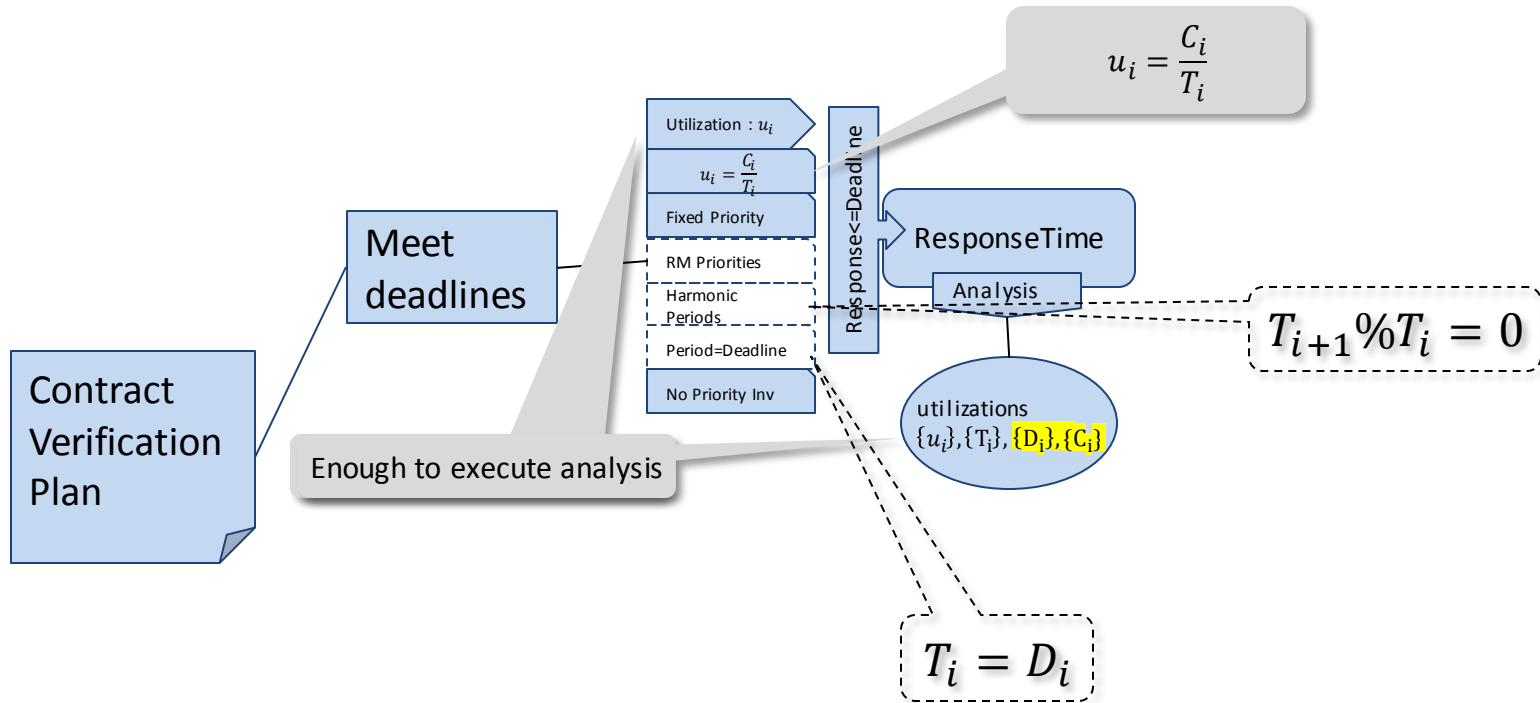 u_i = C_i / T_i
Utilization : u_i
u_i = C_i / T_i
Fixed Priority
RM Priorities
Harmonic
Periods
Period=Deadline
No Priority Inv
Response<=Deadline
ResponseTime
Analysis
Meet
deadlines
Contract
Verification
Plan
T_{i+1}%T_i = 0
utilizations
{u_i},{T_i},{D_i},{C_i}
Enough to execute analysis
T_i = D_i